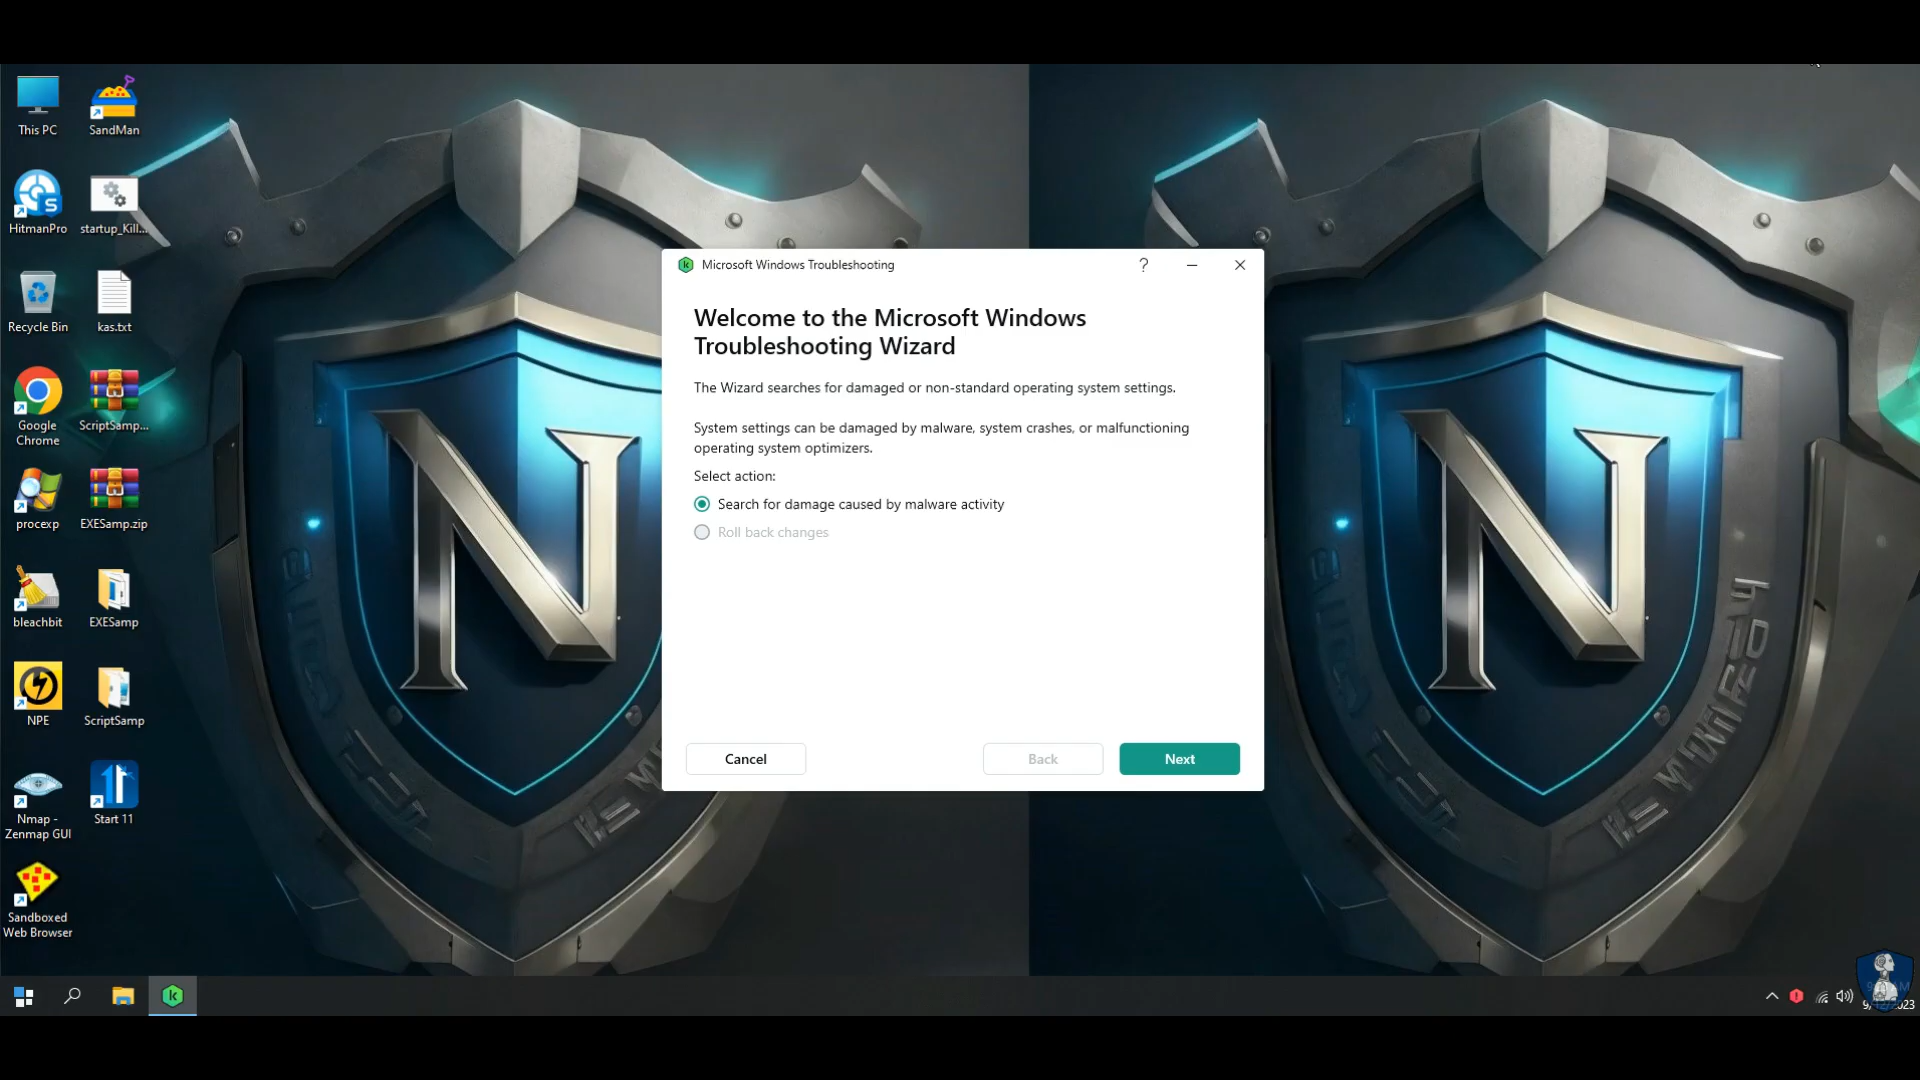 This PC
SandMan
HitmanPro
startup_Kill...
Recycle Bin
kas.txt
Google
Chrome
ScriptSamp...
procexp
EXESamp.zip
bleachbit
EXESamp
NPE
ScriptSamp
Nmap -
Zenmap GUI
Start 11
Sandboxed
Web Browser
Microsoft Windows Troubleshooting
Welcome to the Microsoft Windows
Troubleshooting Wizard
The Wizard searches for damaged or non-standard operating system settings.
System settings can be damaged by malware, system crashes, or malfunctioning
operating system optimizers.
Select action:
Search for damage caused by malware activity
Roll back changes
Cancel
Back
Next
N
N